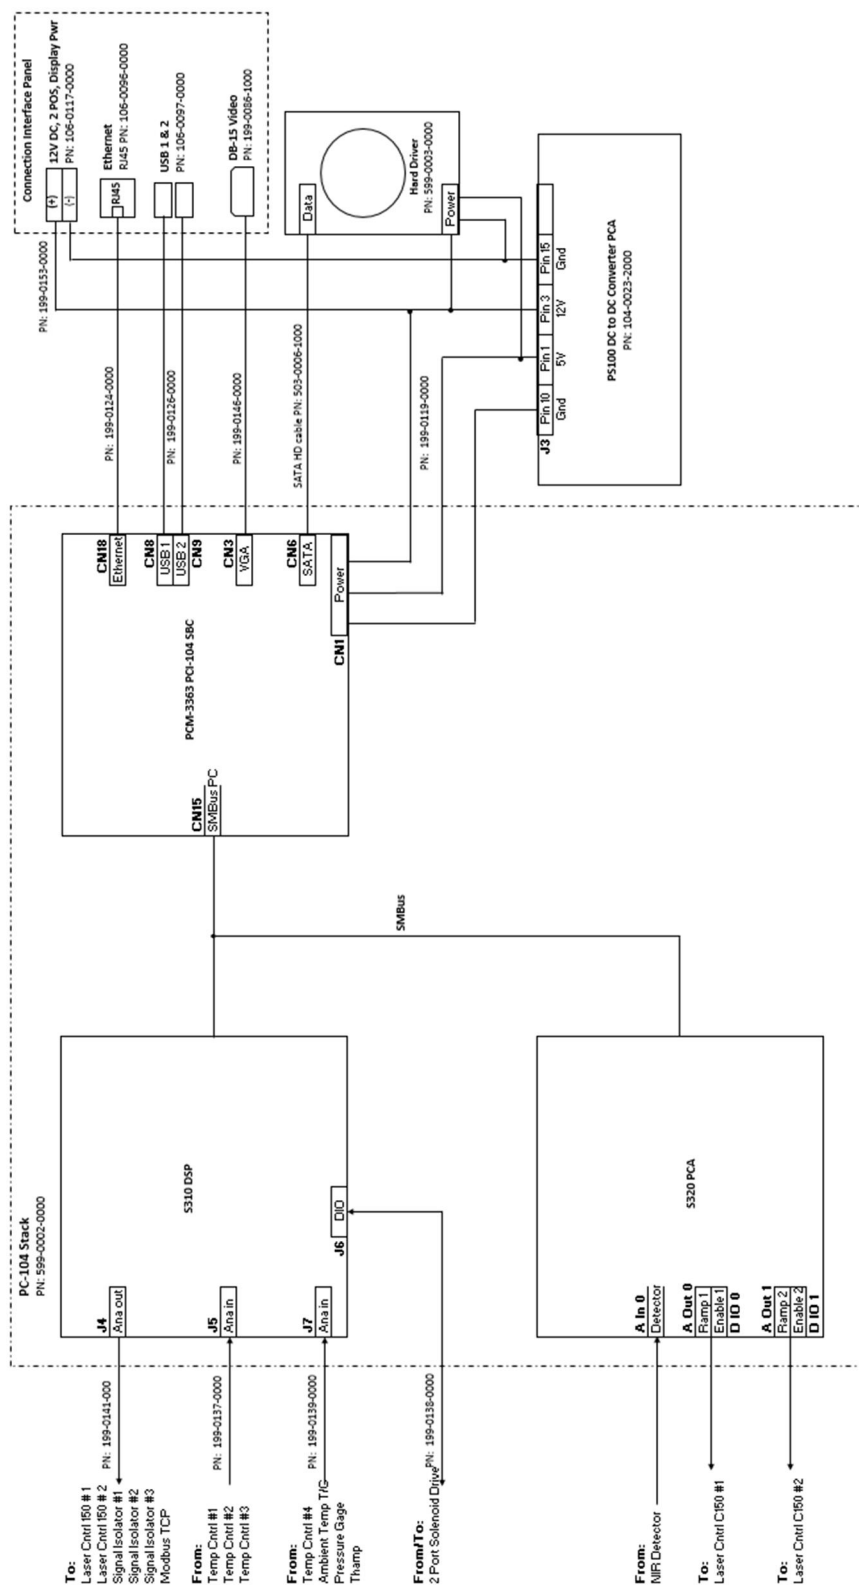 Connection Interface Panel
(+)
(-)
12V DC, 2 POS, Display Pwr
PN: 106-0117-0000
RJ45
Ethernet
RJ45 PN: 106-0096-0000
USB 1 & 2
PN: 106-0097-0000
DB-15 Video
PN: 199-0086-1000
PN: 199-0153-0000
PN: 199-0124-0000
PN: 199-0126-0000
PN: 199-0146-0000
SATA HD cable PN: 503-0006-1000
PN: 199-0119-0000
Data
Hard Driver
PN: 599-0003-0000
Power
J3
Pin 10
Pin 1
Pin 3
Pin 15
Gnd
5V
12V
Gnd
PS100 DC to DC Converter PCA
PN: 104-0023-2000
PC-104 Stack
PN: 599-0002-0000
CN18
Ethernet
CN8
USB 1
USB 2
CN9
CN3
VGA
CN6
SATA
Power
CN1
PCM-3363 PCI-104 SBC
CN15
SMBus PC
SMBus
S310 DSP
J4
Ana out
J5
Ana in
J7
Ana in
DIO
J6
S320 PCA
A In 0
Detector
A Out 0
Ramp 1
Enable 1
D IO 0
A Out 1
Ramp 2
Enable 2
D IO 1
PN: 199-0141-000
PN: 199-0137-0000
PN: 199-0139-0000
PN: 199-0138-0000
To:
Laser Cntrl I50 # 1
Laser Cntrl I50 # 2
Signal Isolator #1
Signal Isolator #2
Signal Isolator #3
Modbus TCP
From:
Temp Cntrl #1
Temp Cntrl #2
Temp Cntrl #3
From:
Temp Cntrl #4
Ambient Temp T/G
Pressure Gage
Thamp
From/To:
2 Port Solenoid Drive
From:
NIR Detector
To:
Laser Cntrl C150 #1
To:
Laser Cntrl C150 #2